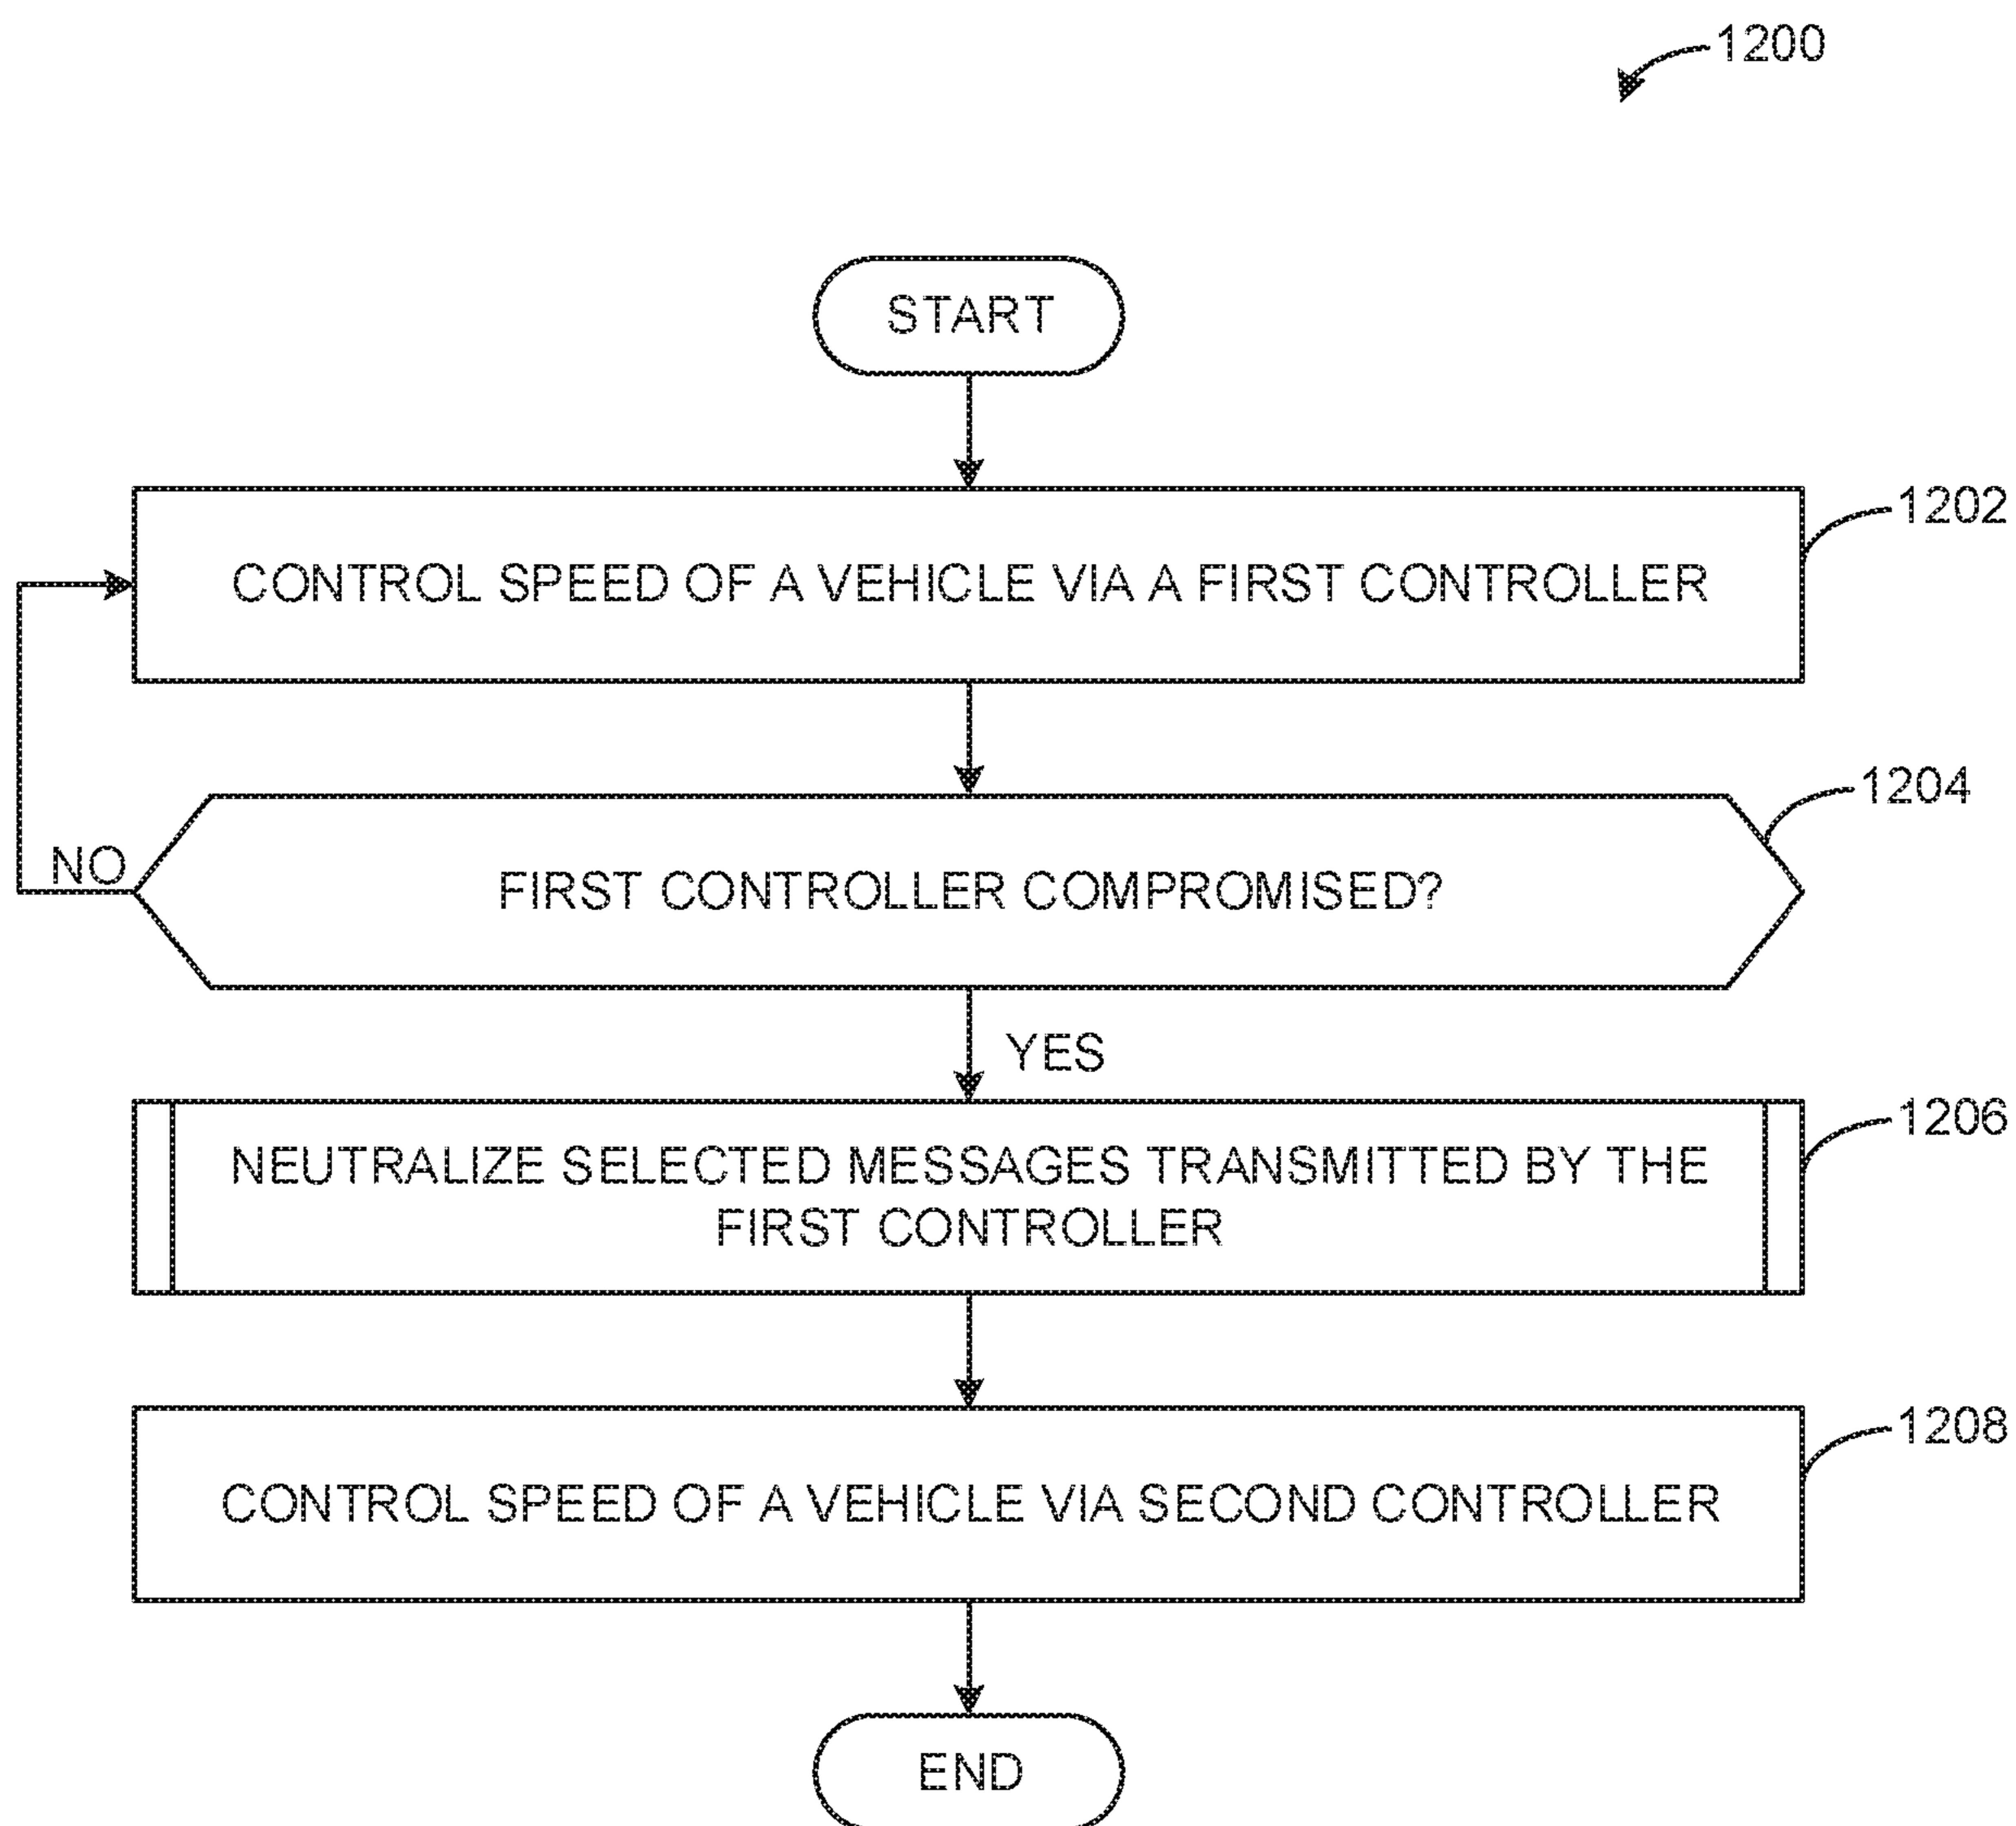 1200
START
1202
CONTROL SPEED OF A VEHICLE VIA A FIRST CONTROLLER
1204
NO
FIRST CONTROLLER COMPROMISED?
YES
1206
NEUTRALIZE SELECTED MESSAGES TRANSMITTED BY THE
FIRST CONTROLLER
1208
CONTROL SPEED OF A VEHICLE VIA SECOND CONTROLLER
END